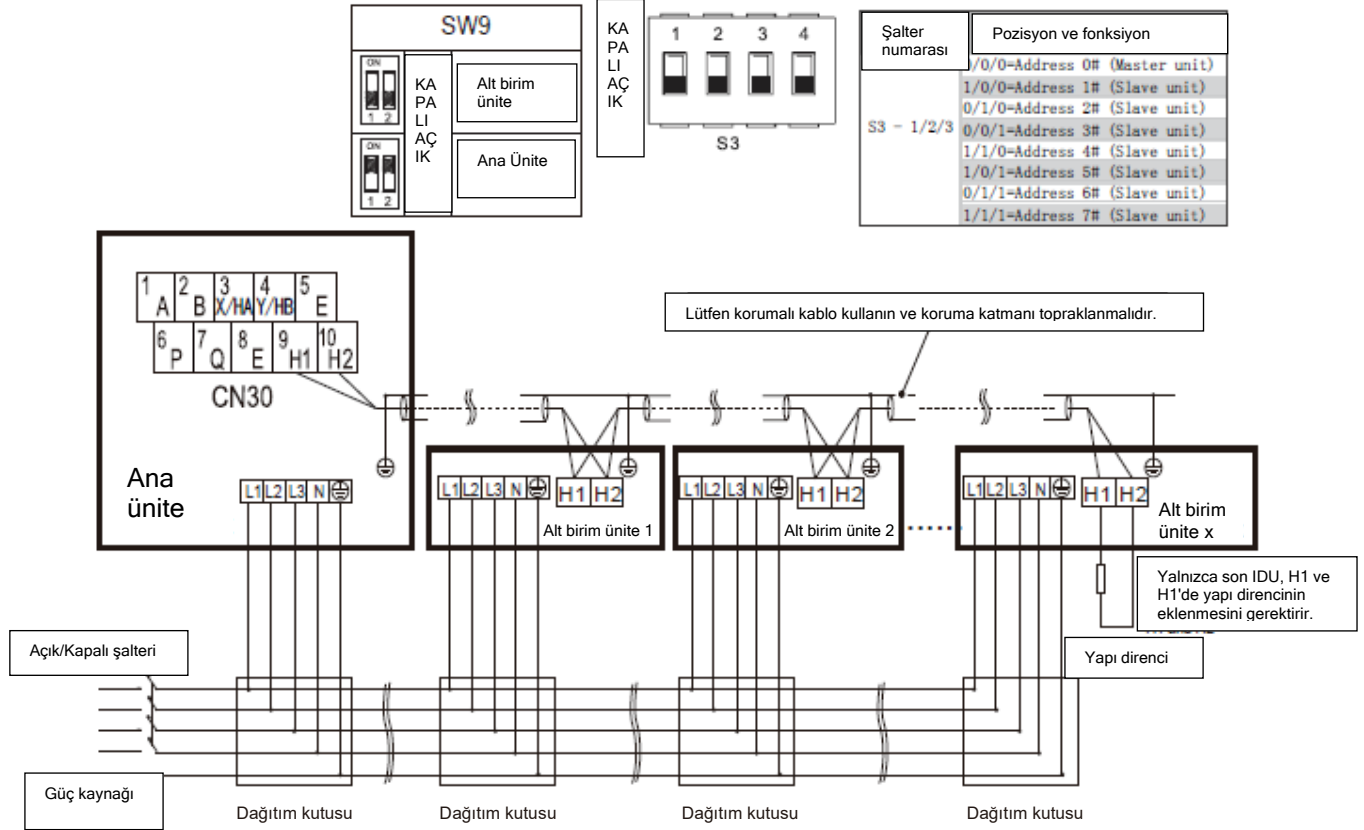 SW9
ON
1 2
KA
PA
LI
AÇ
IK
Alt birim
ünite
ON
1 2
Ana Ünite
KA
PA
LI
AÇ
IK
1 2 3 4
S3
Şalter
numarası
Pozisyon ve fonksiyon
S3 - 1/2/3
/0/0=Address 0# (Master unit)
1/0/0=Address 1# (Slave unit)
0/1/0=Address 2# (Slave unit)
0/0/1=Address 3# (Slave unit)
1/1/0=Address 4# (Slave unit)
1/0/1=Address 5# (Slave unit)
0/1/1=Address 6# (Slave unit)
1/1/1=Address 7# (Slave unit)
1 A 2 B 3 X/HA 4 Y/HB 5 E
6 P 7 Q 8 E 9 H1 10 H2
CN30
Lütfen korumalı kablo kullanın ve koruma katmanı topraklanmalıdır.
Ana
ünite
L1 L2 L3 N
L1 L2 L3 N
H1 H2
Alt birim ünite 1
L1 L2 L3 N
H1 H2
Alt birim ünite 2
L1 L2 L3 N
H1 H2
Alt birim
ünite x
Yalnızca son IDU, H1 ve
H1'de yapı direncinin
eklenmesini gerektirir.
Yapı direnci
Açık/Kapalı şalteri
Güç kaynağı
Dağıtım kutusu
Dağıtım kutusu
Dağıtım kutusu
Dağıtım kutusu